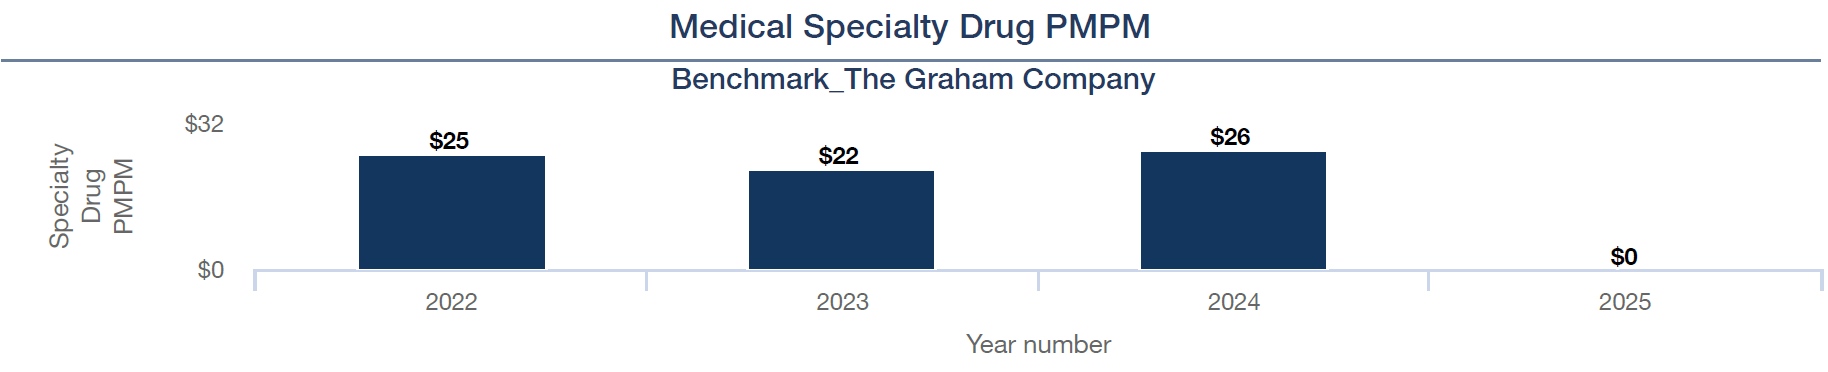 Medical Specialty Drug PMPM
Benchmark_The Graham Company
Specialty
Drug
PMPM
$32
$0
$25
$22
$26
$0
2022
2023
2024
2025
Year number